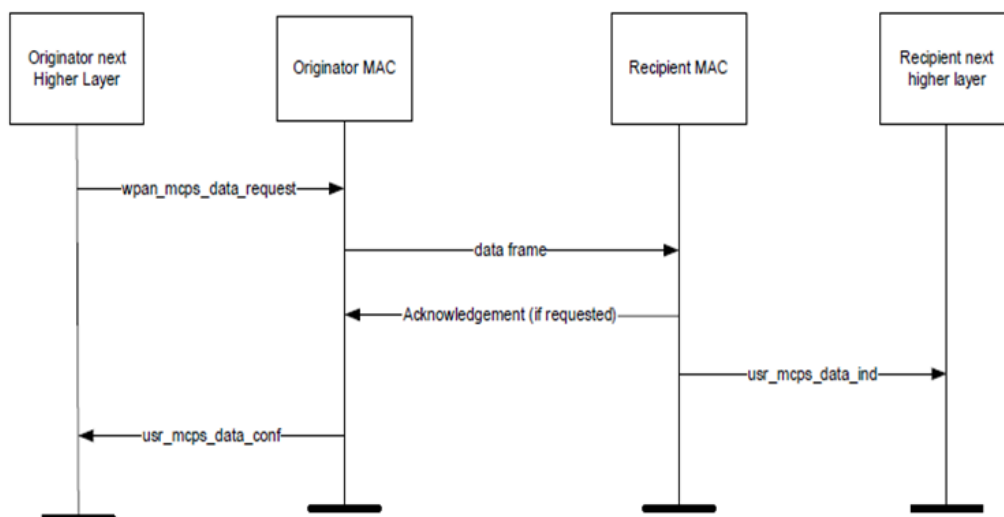 Originator next
Higher Layer
Originator MAC
Recipient MAC
Recipient next
higher layer
wpan_mcps_data_request
data frame
Acknowledgement (if requested)
usr_mcps_data_ind
usr_mcps_data_conf